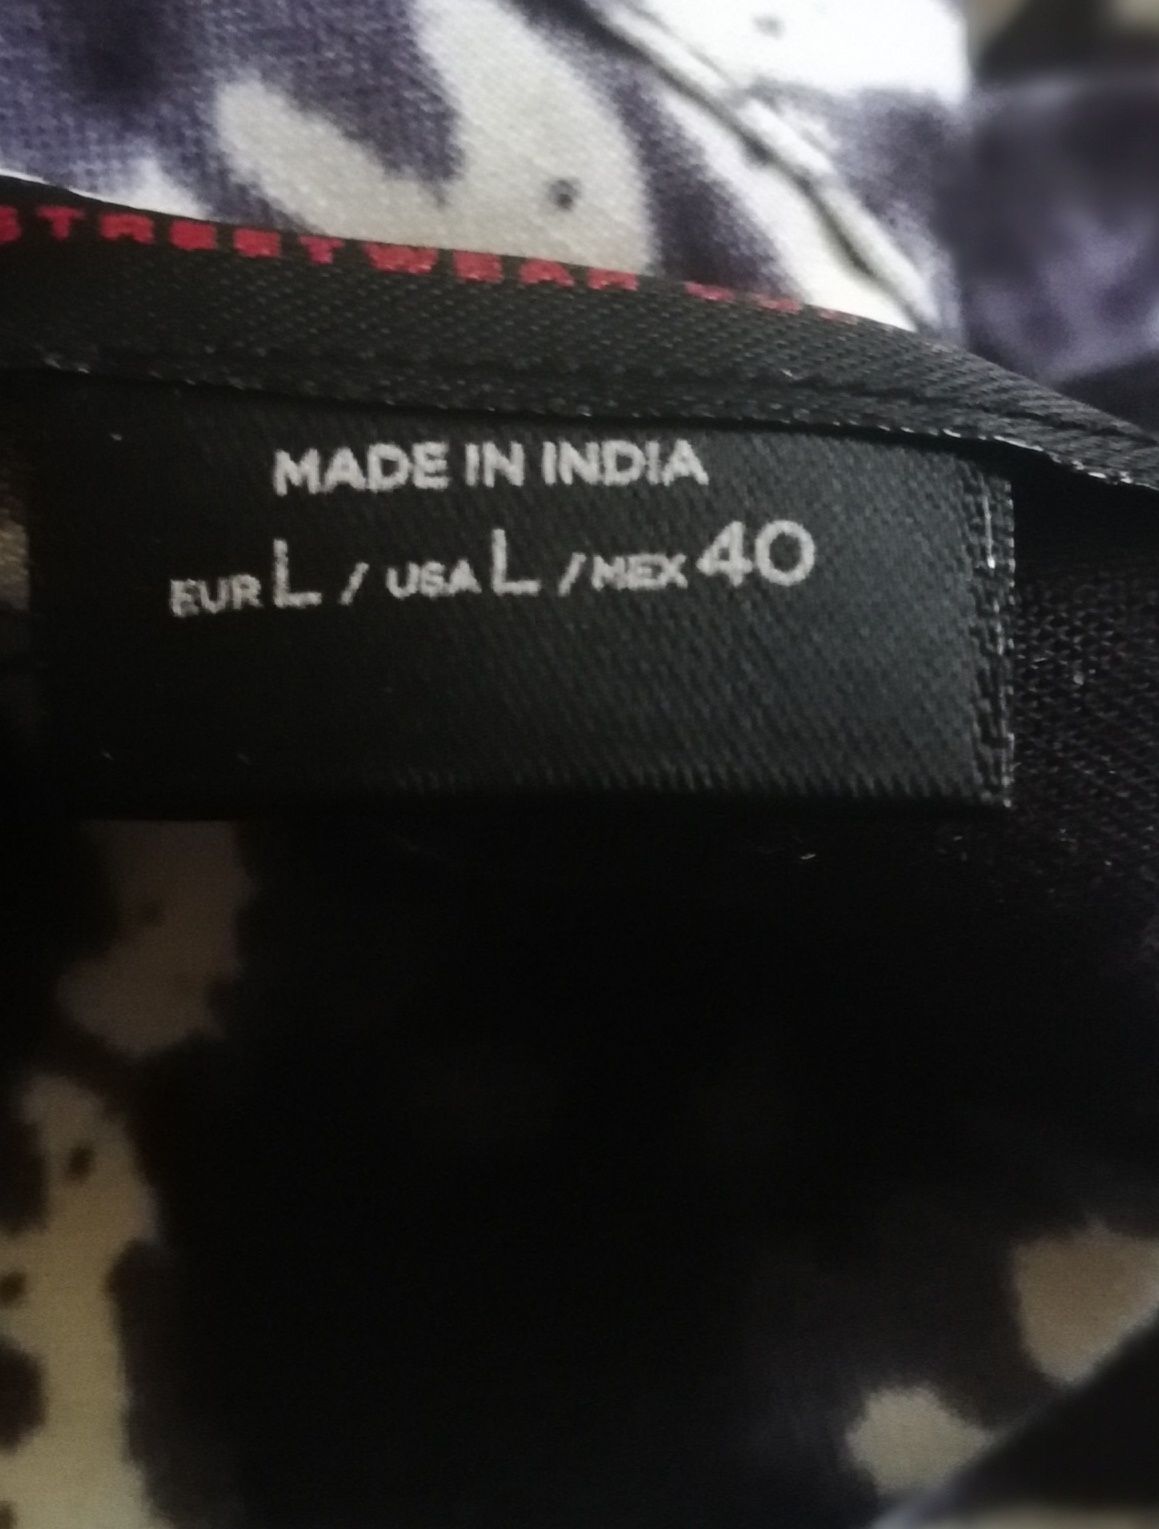 STREETWEAR
MADE IN INDIA
EUR L / USA L / MEX 40